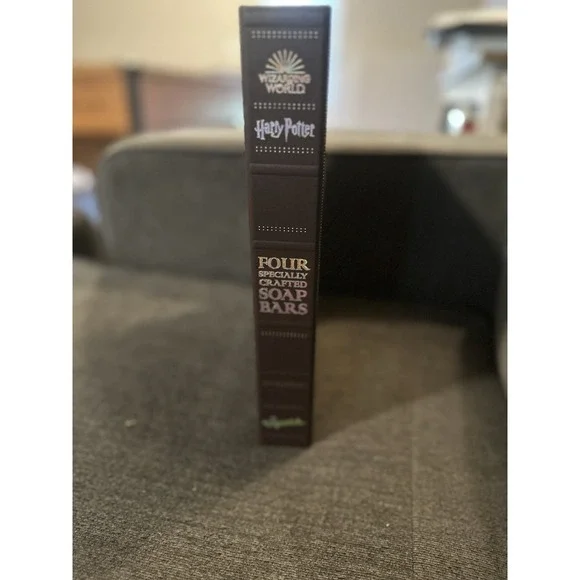 WIZARDING
WORLD
Harry Potter
FOUR
SPECIALLY
CRAFTED
SOAP
BARS